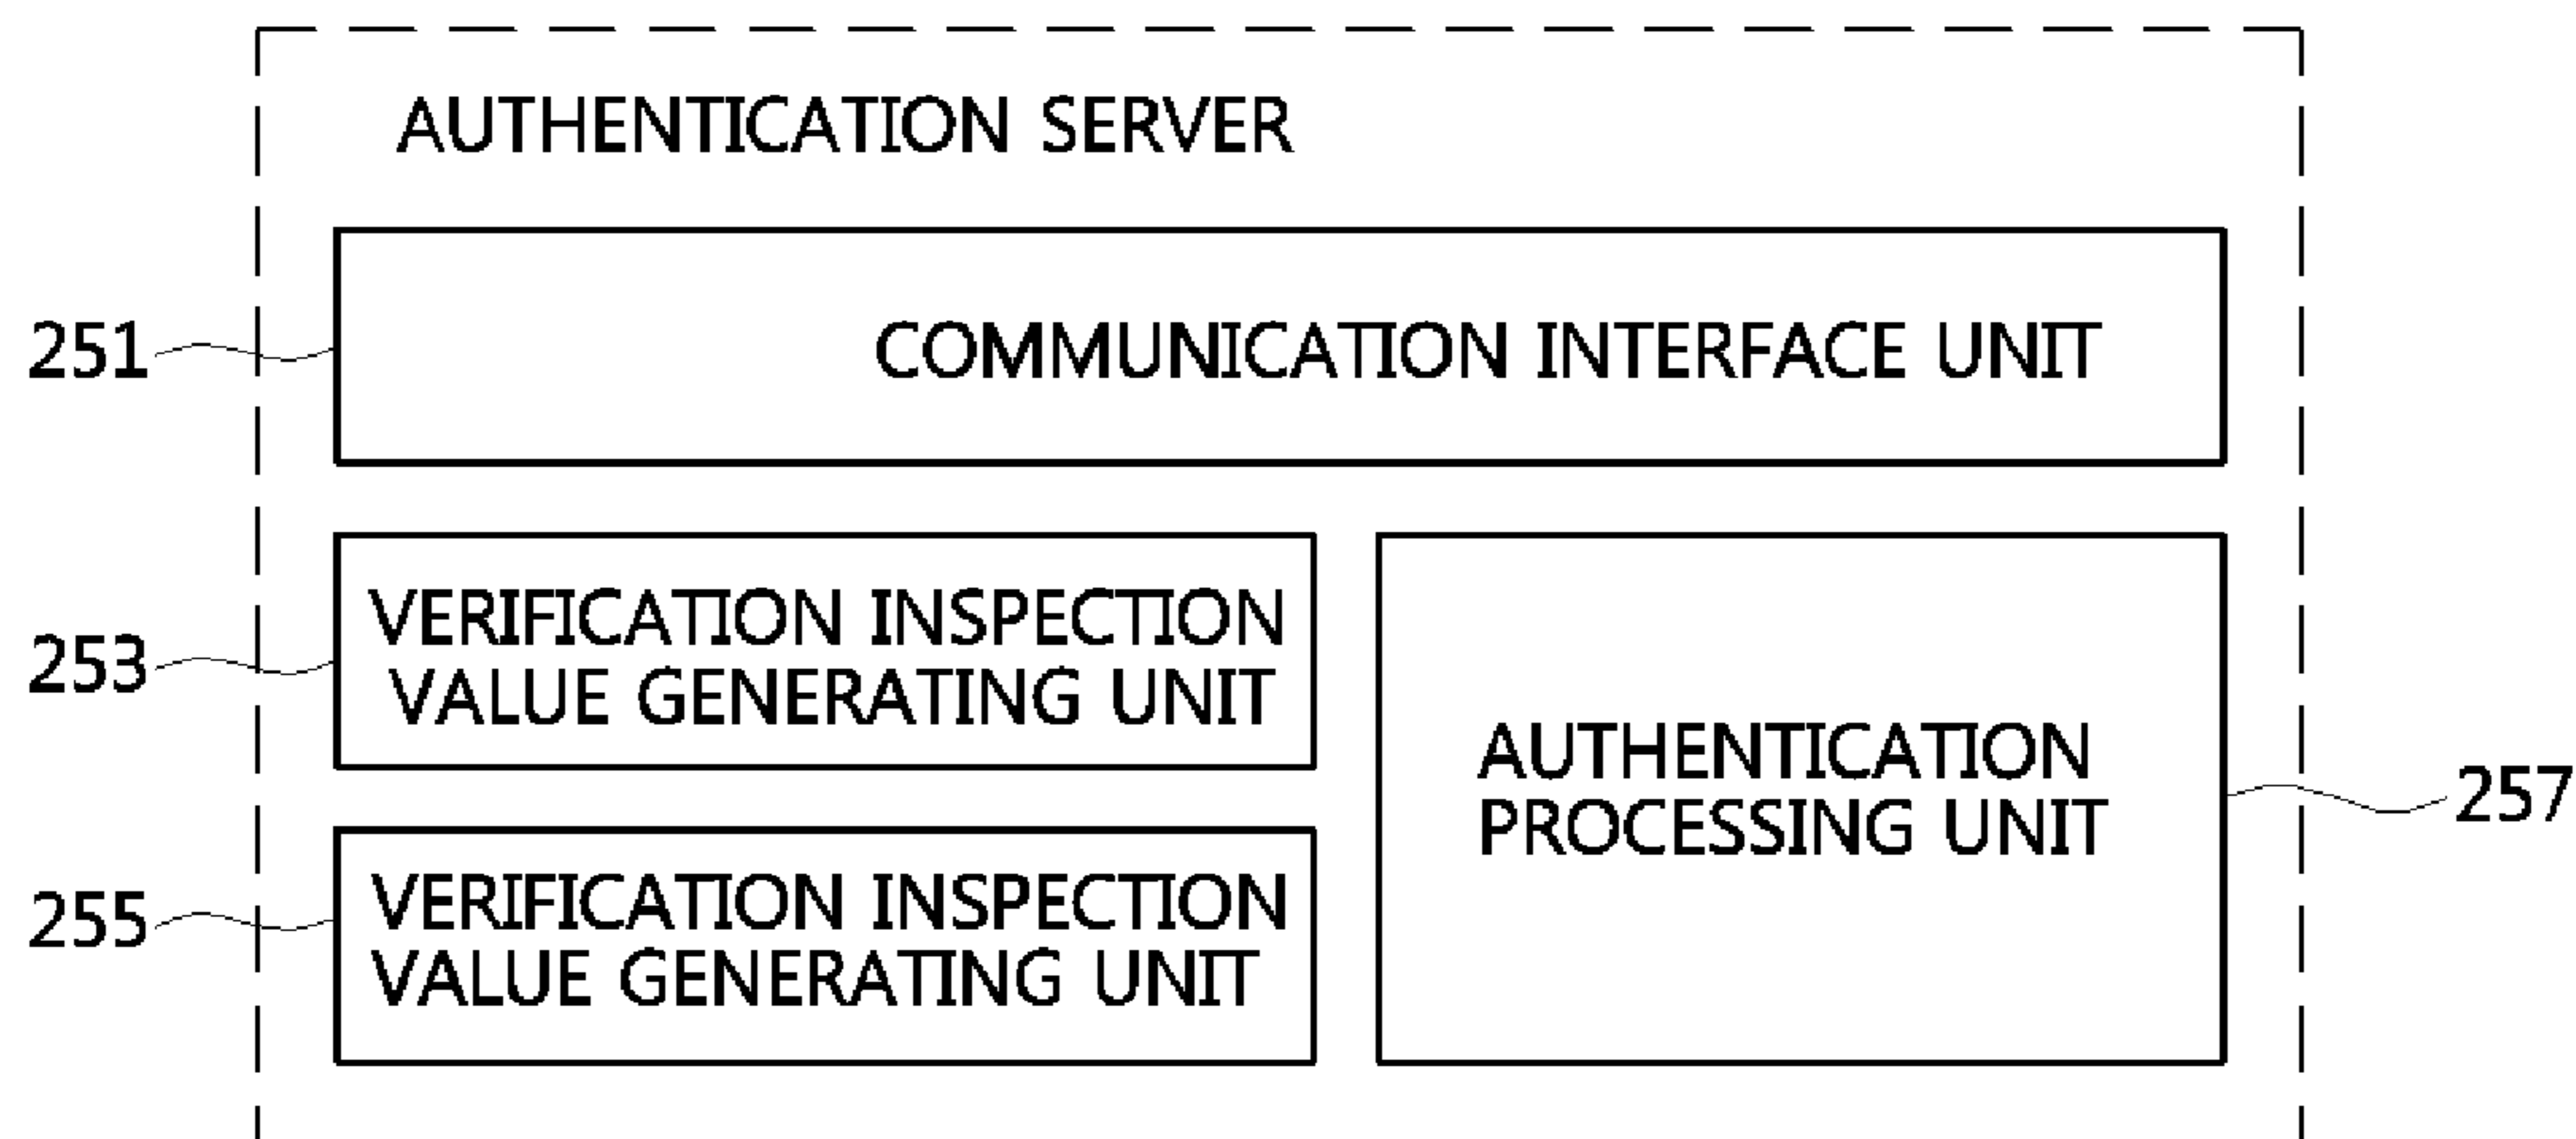 AUTHENTICATION SERVER
251
COMMUNICATION INTERFACE UNIT
253
VERIFICATION INSPECTION
VALUE GENERATING UNIT
255
VERIFICATION INSPECTION
VALUE GENERATING UNIT
AUTHENTICATION
PROCESSING UNIT
257